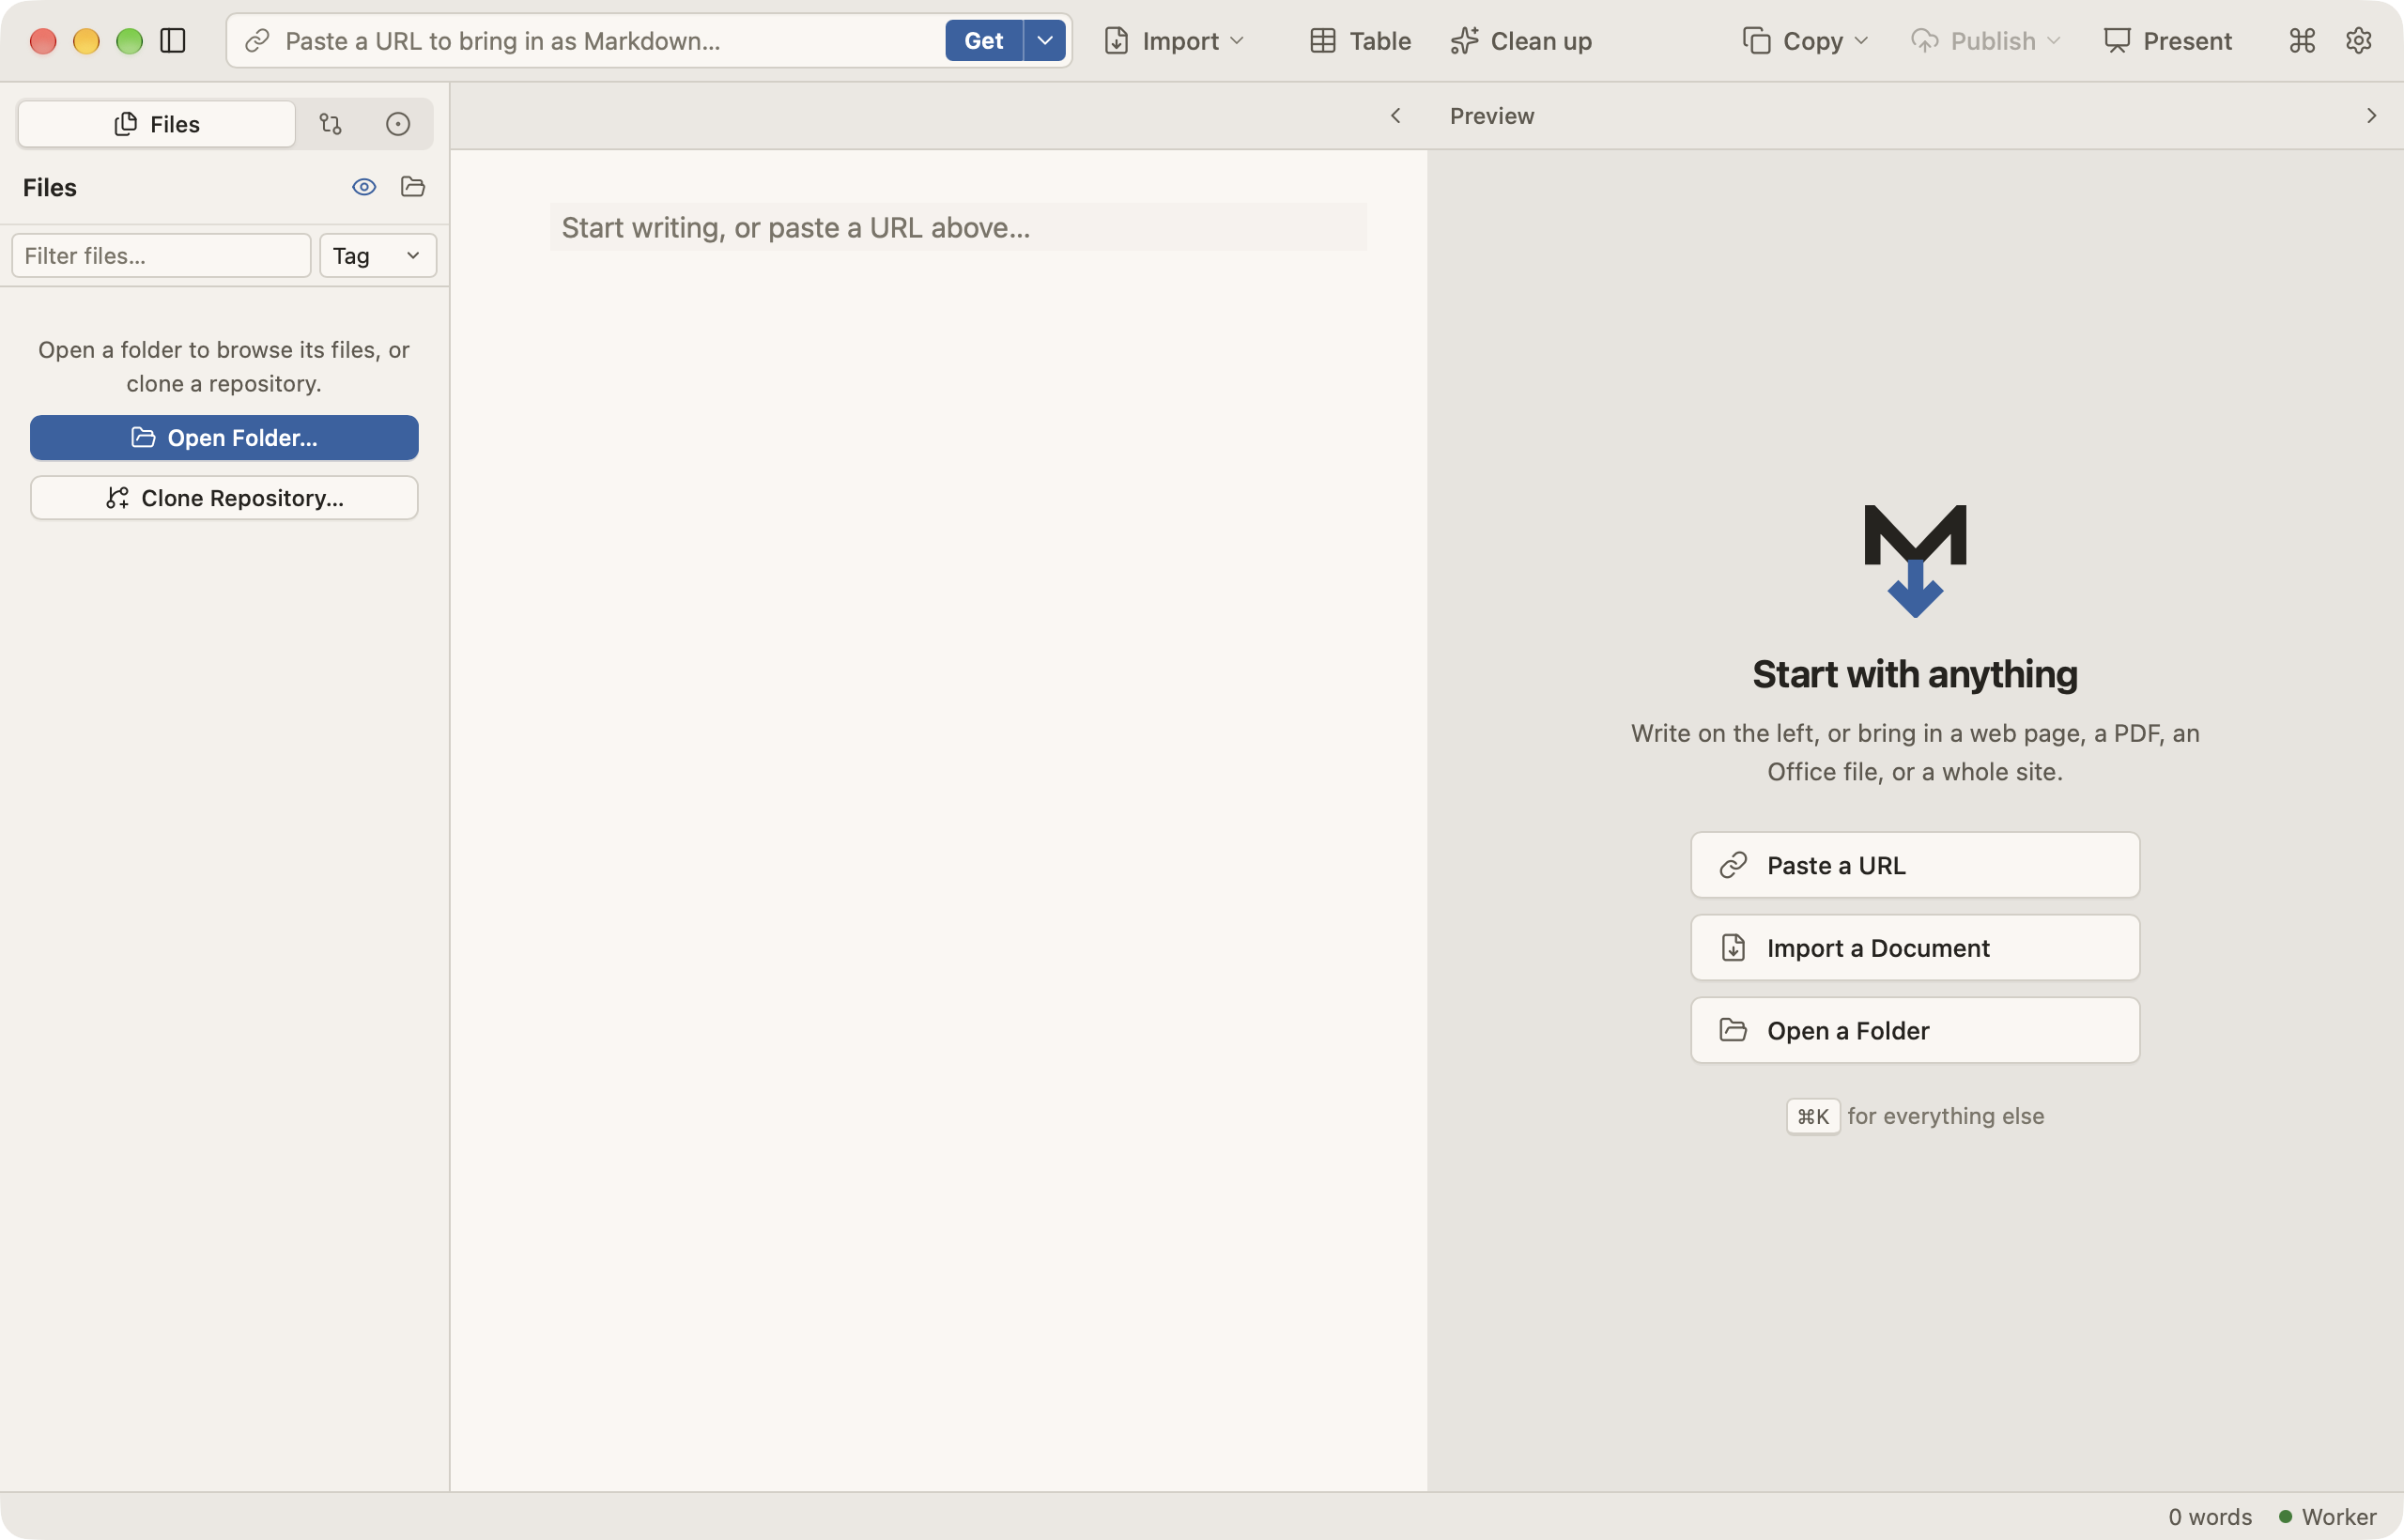 Paste a URL to bring in as Markdown...
Get
Import
Table
Clean up
Copy
Publish
Present
Files
Preview
Files
Filter files...
Tag
Start writing, or paste a URL above...
Open a folder to browse its files, or
clone a repository.
Open Folder...
Clone Repository...
Start with anything
Write on the left, or bring in a web page, a PDF, an
Office file, or a whole site.
Paste a URL
Import a Document
Open a Folder
⌘K for everything else
0 words
Worker